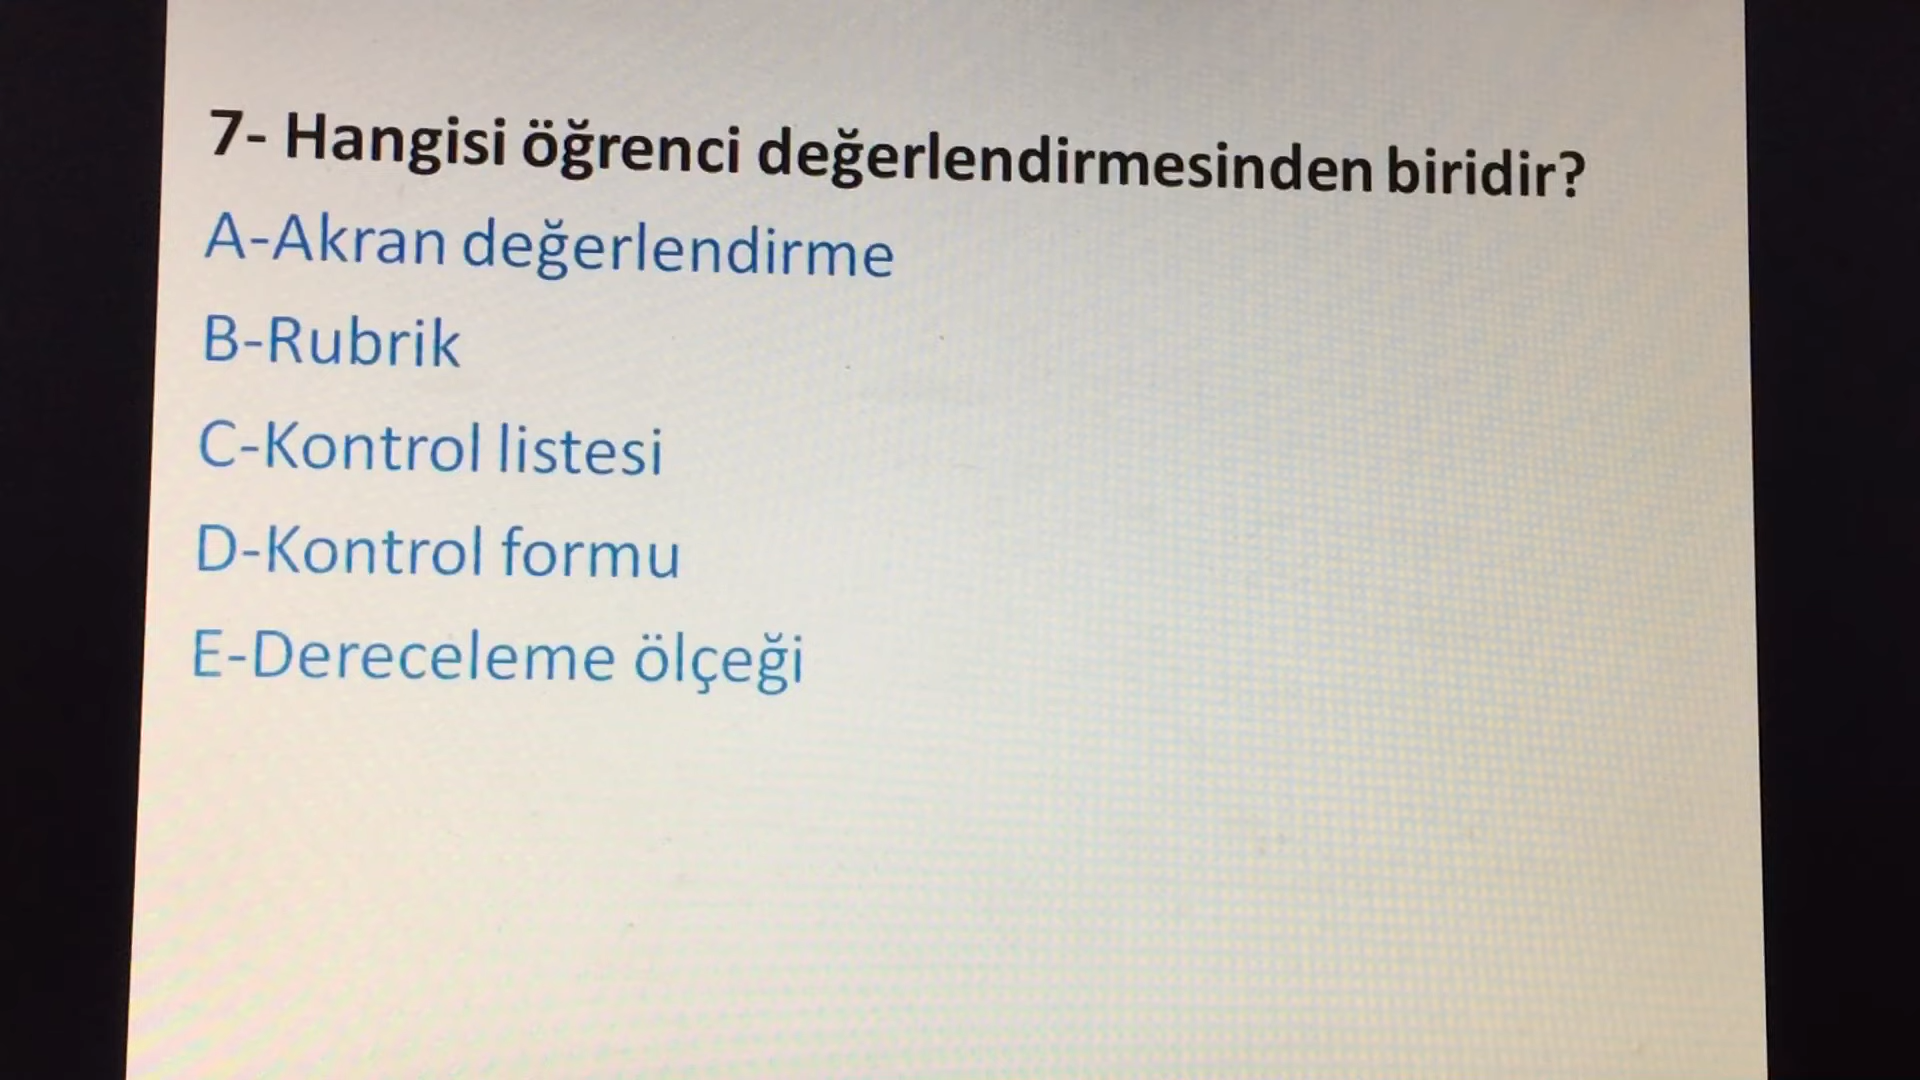 7- Hangisi öğrenci değerlendirmesinden biridir?
A-Akran değerlendirme
B-Rubrik
C-Kontrol listesi
D-Kontrol formu
E-Dereceleme ölçeği